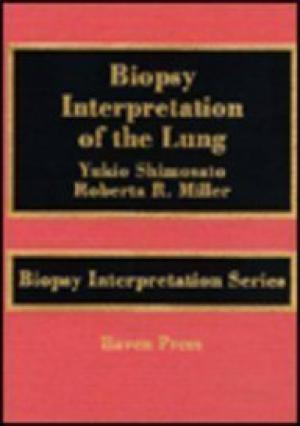 Biopsy
Interpretation
of the Lung
Yukio Shimosato
Roberta R. Miller
Biopsy Interpretation Series
Raven Press